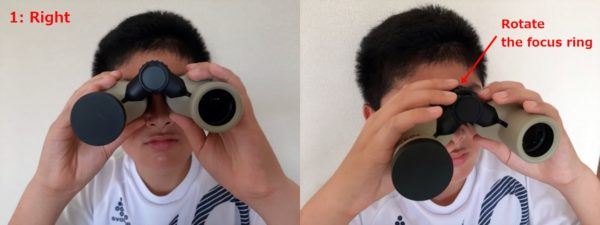 1: Right
Rotate
the focus ring